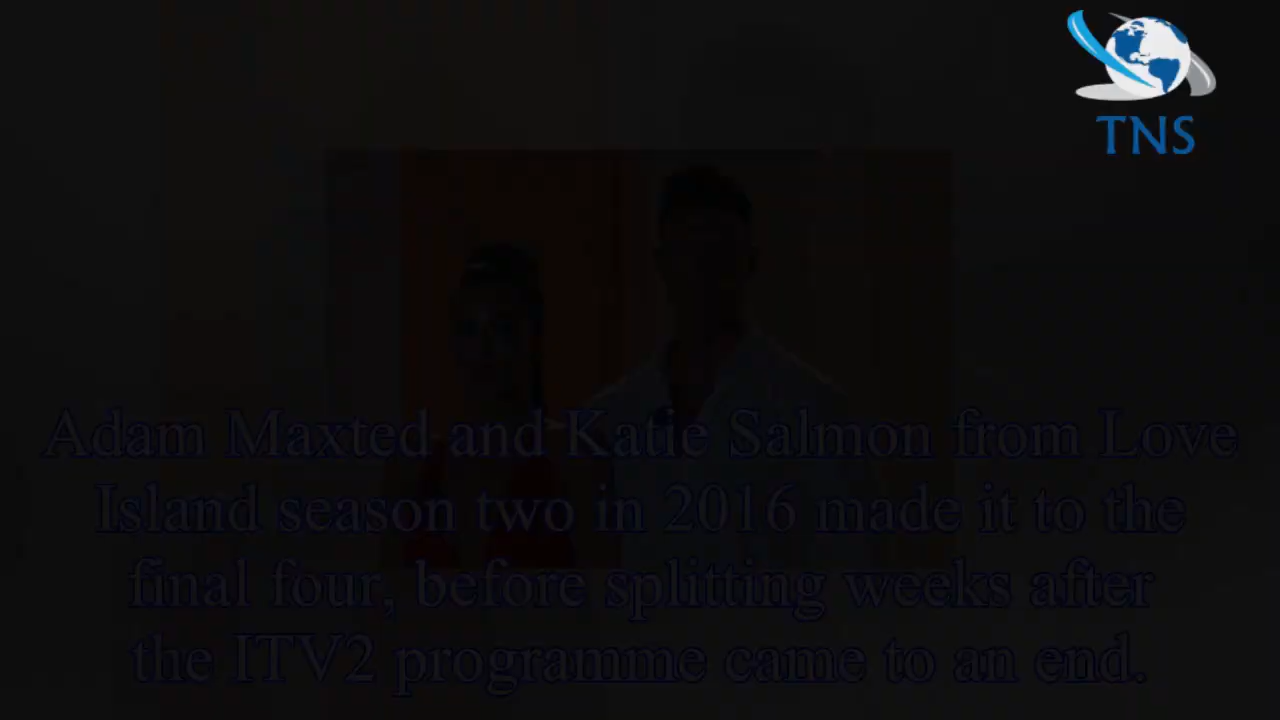 TNS
Adam Maxted and Katie Salmon from Love
Island season two in 2016 made it to the
final four, before splitting weeks after
the ITV2 programme came to an end.